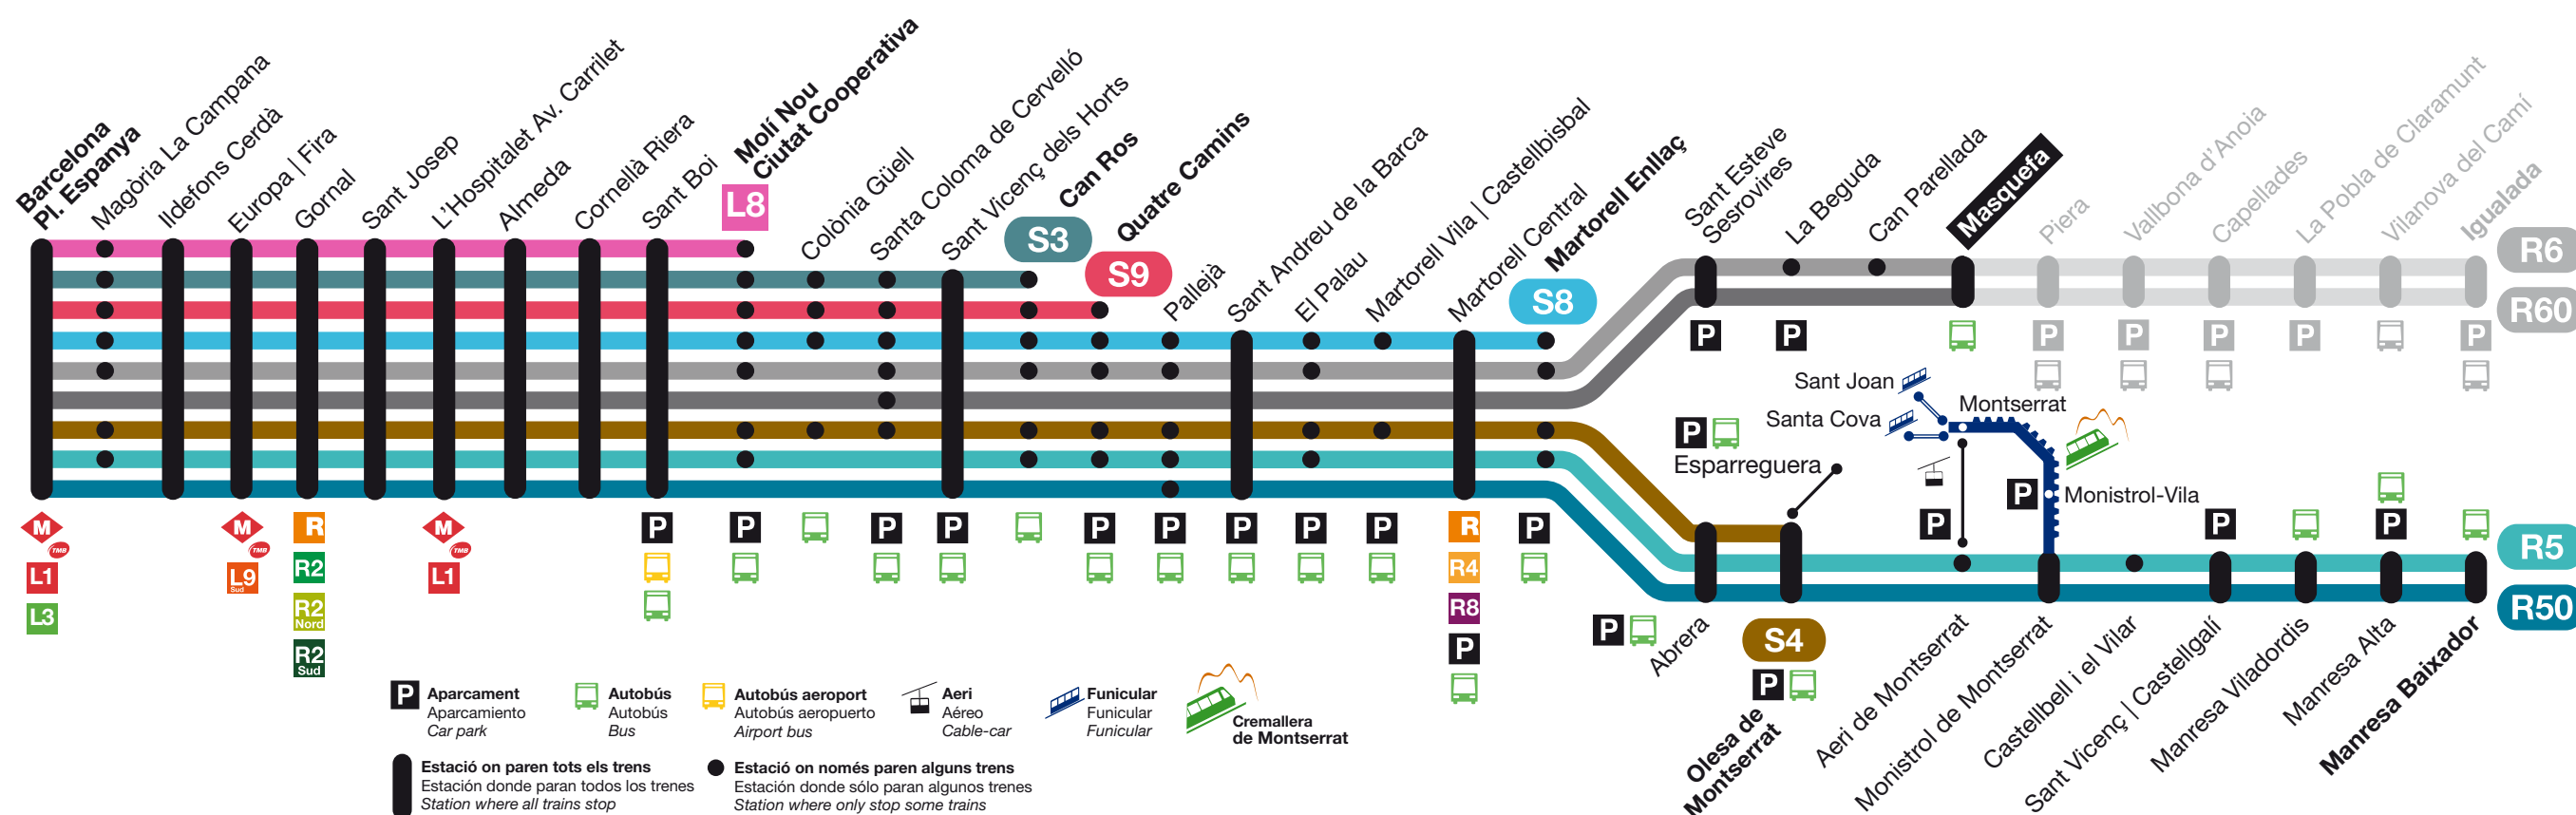 Barcelona
Pl. Espanya
Magòria La Campana
Ildefons Cerdà
Europa | Fira
Gornal
Sant Josep
L'Hospitalet Av. Carrilet
Almeda
Cornellà Riera
Sant Boi
Molí Nou
Ciutat Cooperativa
L8
Colònia Güell
Santa Coloma de Cervelló
Sant Vicenç dels Horts
Can Ros
S3
Quatre Camins
S9
Pallejà
Sant Andreu de la Barca
El Palau
Martorell Vila | Castellbisbal
Martorell Central
Martorell Enllaç
S8
Sant Esteve
Sesrovires
La Beguda
Can Parellada
Masquefa
Piera
Vallbona d'Anoia
Capellades
La Pobla de Claramunt
Vilanova del Camí
Igualada
R6
R60
P
P
P
P
P
P
P
Sant Joan
Santa Cova
Montserrat
P
Esparreguera
P
Monistrol-Vila
P
P
P
R5
R50
M
TMB
L1
L3
M
TMB
L9
Sud
R
R2
R2
Nord
R2
Sud
M
TMB
L1
P
P
P
P
P
P
P
P
P
R
R4
R8
P
P
P
Abrera
S4
P
Olesa de
Montserrat
Aeri de Montserrat
Monistrol de Montserrat
Castellbell i el Vilar
Sant Vicenç | Castellgalí
Manresa Viladordis
Manresa Alta
Manresa Baixador
P
Aparcament
Aparcamiento
Car park
Autobús
Autobús
Bus
Autobús aeroport
Autobús aeropuerto
Airport bus
Aeri
Aéreo
Cable-car
Funicular
Funicular
Funicular
Cremallera
de Montserrat
Estació on paren tots els trens
Estación donde paran todos los trenes
Station where all trains stop
Estació on només paren alguns trens
Estación donde sólo paran algunos trenes
Station where only stop some trains